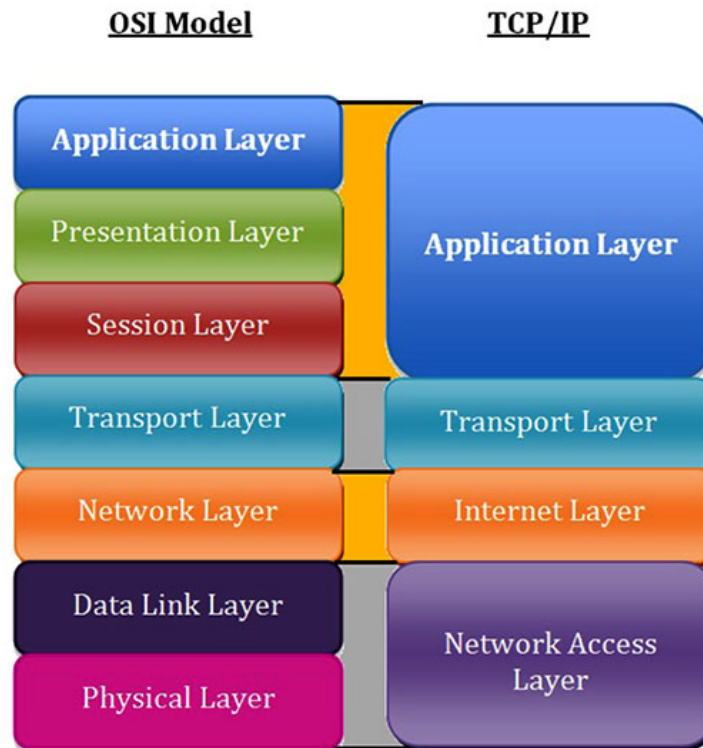 OSI Model
TCP/IP
Application Layer
Presentation Layer
Session Layer
Transport Layer
Network Layer
Data Link Layer
Physical Layer
Application Layer
Transport Layer
Internet Layer
Network Access
Layer